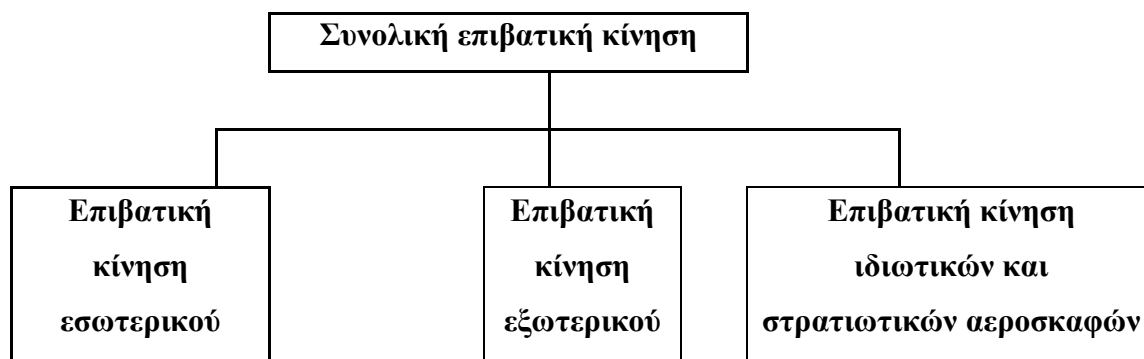 Συνολική επιβατική κίνηση
Επιβατική
κίνηση
εσωτερικού
Επιβατική
κίνηση
εξωτερικού
Επιβατική κίνηση
ιδιωτικών και
στρατιωτικών αεροσκαφών